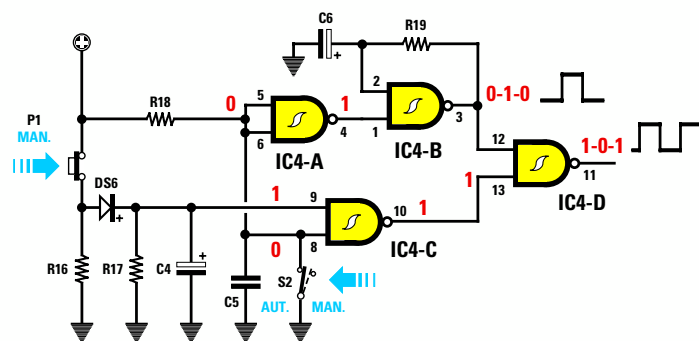 C6
R19
+
P1
MAN.
R18
0
5
6
IC4-A
1
4
2
1
IC4-B
3
0-1-0
12
13
1
IC4-D
1-0-1
11
DS6
+
1
9
8
0
10
1
IC4-C
R16
R17
C4
+
C5
S2
AUT.
MAN.